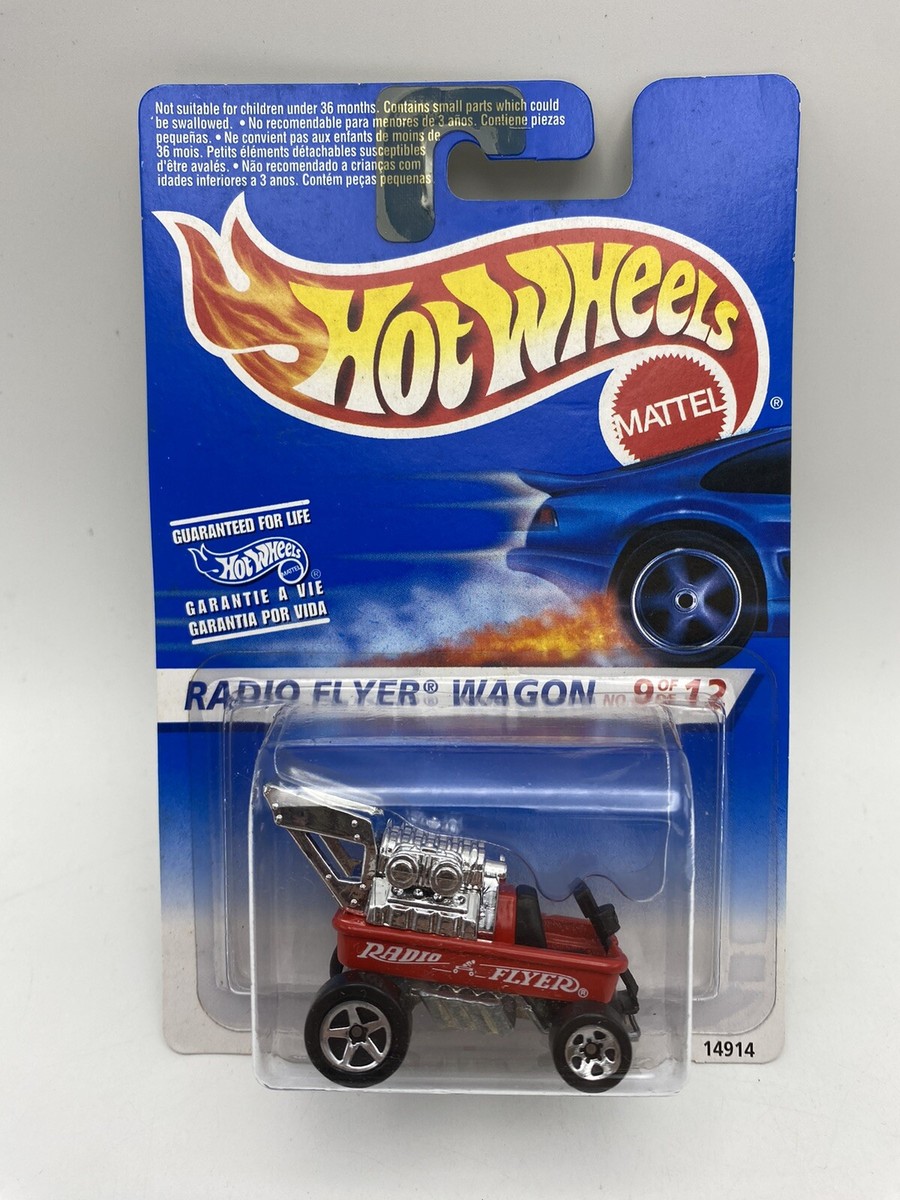 Not suitable for children under 36 months. Contains small parts which could
be swallowed. • No recomendable para menores de 3 años. Contiene piezas
pequeñas. • Ne convient pas aux enfants de moins de
36 mois. Petits éléments détachables susceptibles
d'être avalés. • Não recomendado a crianças com
idades inferiores a 3 anos. Contém peças pequenas
HOT WHEELS
MATTEL
®
GUARANTEED FOR LIFE
HOT WHEELS
MATTEL
®
GARANTIE A VIE
GARANTIA POR VIDA
RADIO FLYER® WAGON NO. 9 OF DE 12
RADIO FLYER®
14914